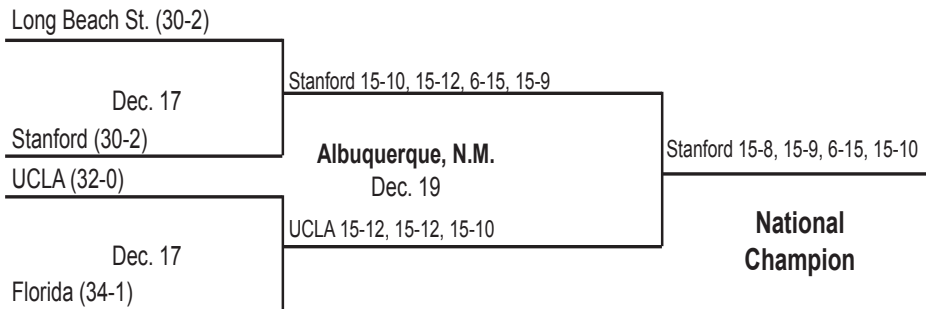 Long Beach St. (30-2)
Stanford 15-10, 15-12, 6-15, 15-9
Dec. 17
Stanford (30-2)
Albuquerque, N.M.
Dec. 19
Stanford 15-8, 15-9, 6-15, 15-10
UCLA (32-0)
UCLA 15-12, 15-12, 15-10
National
Champion
Dec. 17
Florida (34-1)